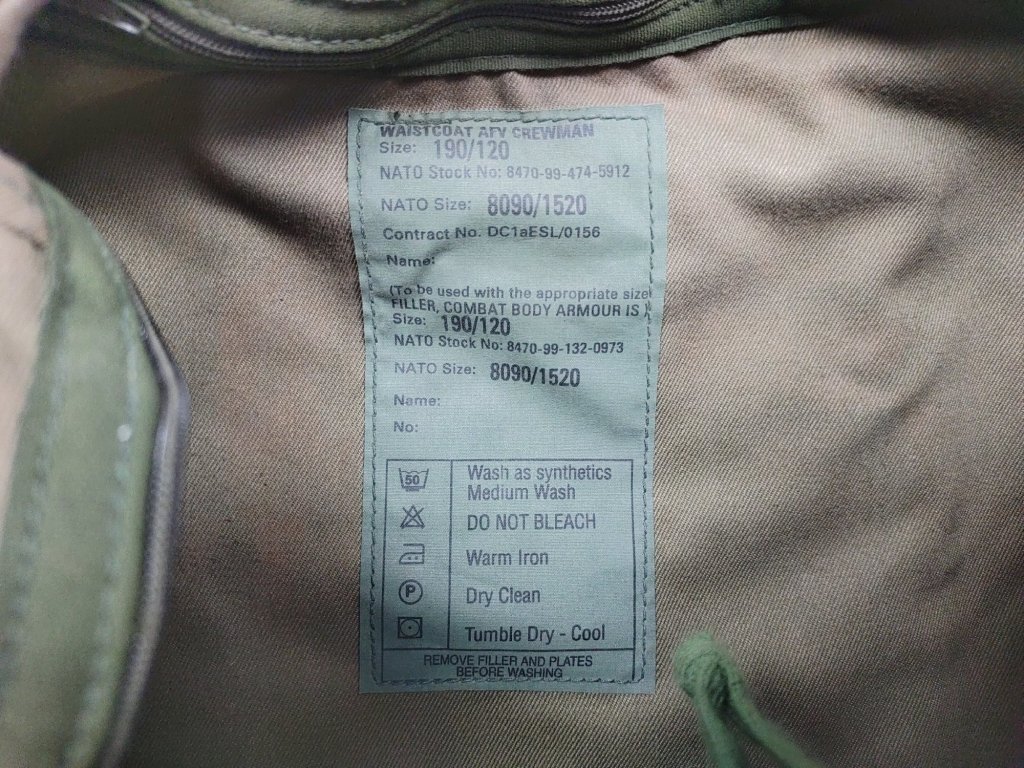 WAISTCOAT AFV CREWMAN
Size: 190/120
NATO Stock No: 8470-99-474-5912
NATO Size: 8090/1520
Contract No. DC1aESL/0156
Name:
(To be used with the appropriate size
FILLER, COMBAT BODY ARMOUR IS )
Size: 190/120
NATO Stock No: 8470-99-132-0973
NATO Size: 8090/1520
Name:
No:
50 Wash as synthetics
Medium Wash
DO NOT BLEACH
Warm Iron
P Dry Clean
Tumble Dry - Cool
REMOVE FILLER AND PLATES
BEFORE WASHING